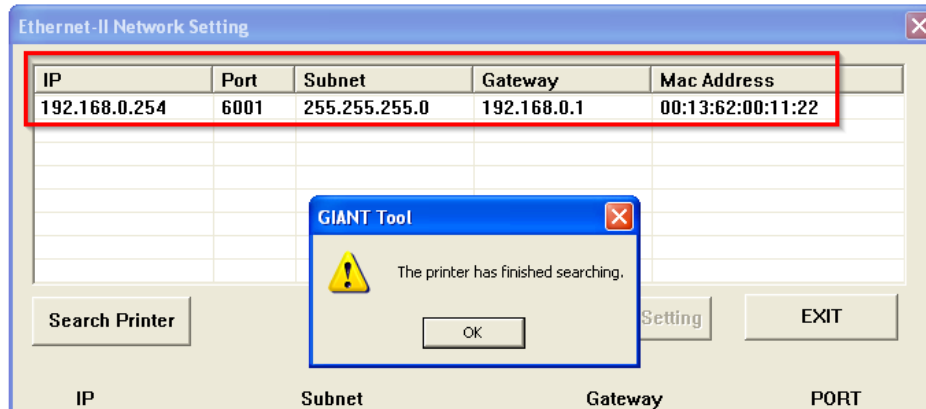 Ethernet-II Network Setting
IP Port Subnet Gateway Mac Address
192.168.0.254 6001 255.255.255.0 192.168.0.1 00:13:62:00:11:22
GIANT Tool
The printer has finished searching.
Search Printer
OK
Setting
EXIT
IP Subnet Gateway PORT